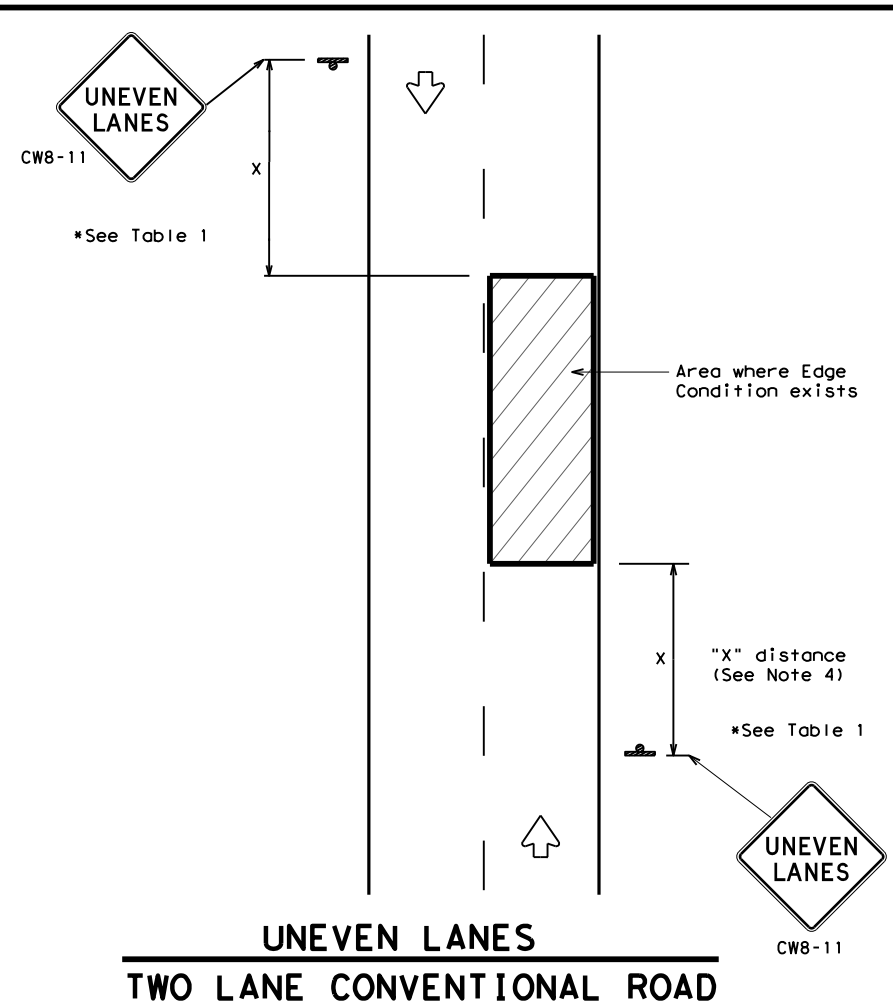 UNEVEN
LANES
CW8-11
X
*See Table 1
Area where Edge
Condition exists
X
"X" distance
(See Note 4)
*See Table 1
UNEVEN
LANES
CW8-11
UNEVEN LANES
TWO LANE CONVENTIONAL ROAD